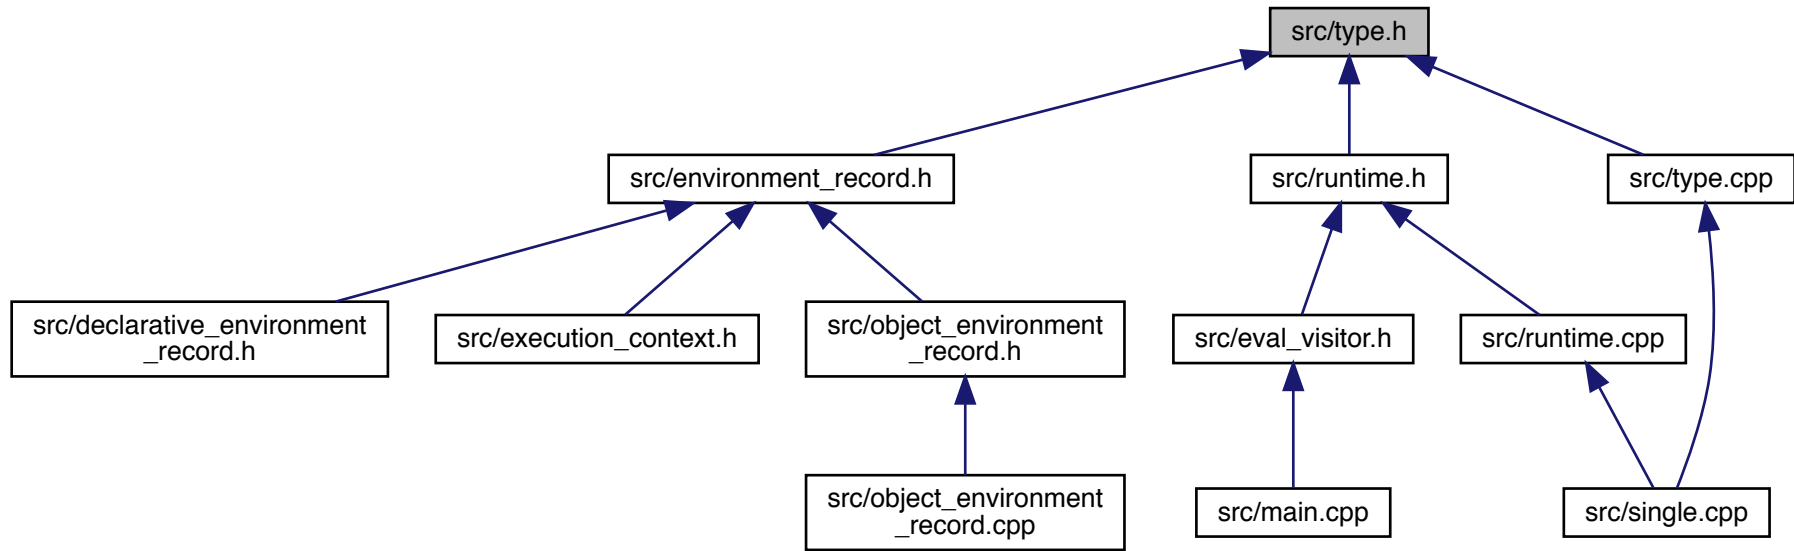 src/type.h
src/environment_record.h
src/runtime.h
src/type.cpp
src/declarative_environment
_record.h
src/execution_context.h
src/object_environment
_record.h
src/eval_visitor.h
src/runtime.cpp
src/object_environment
_record.cpp
src/main.cpp
src/single.cpp